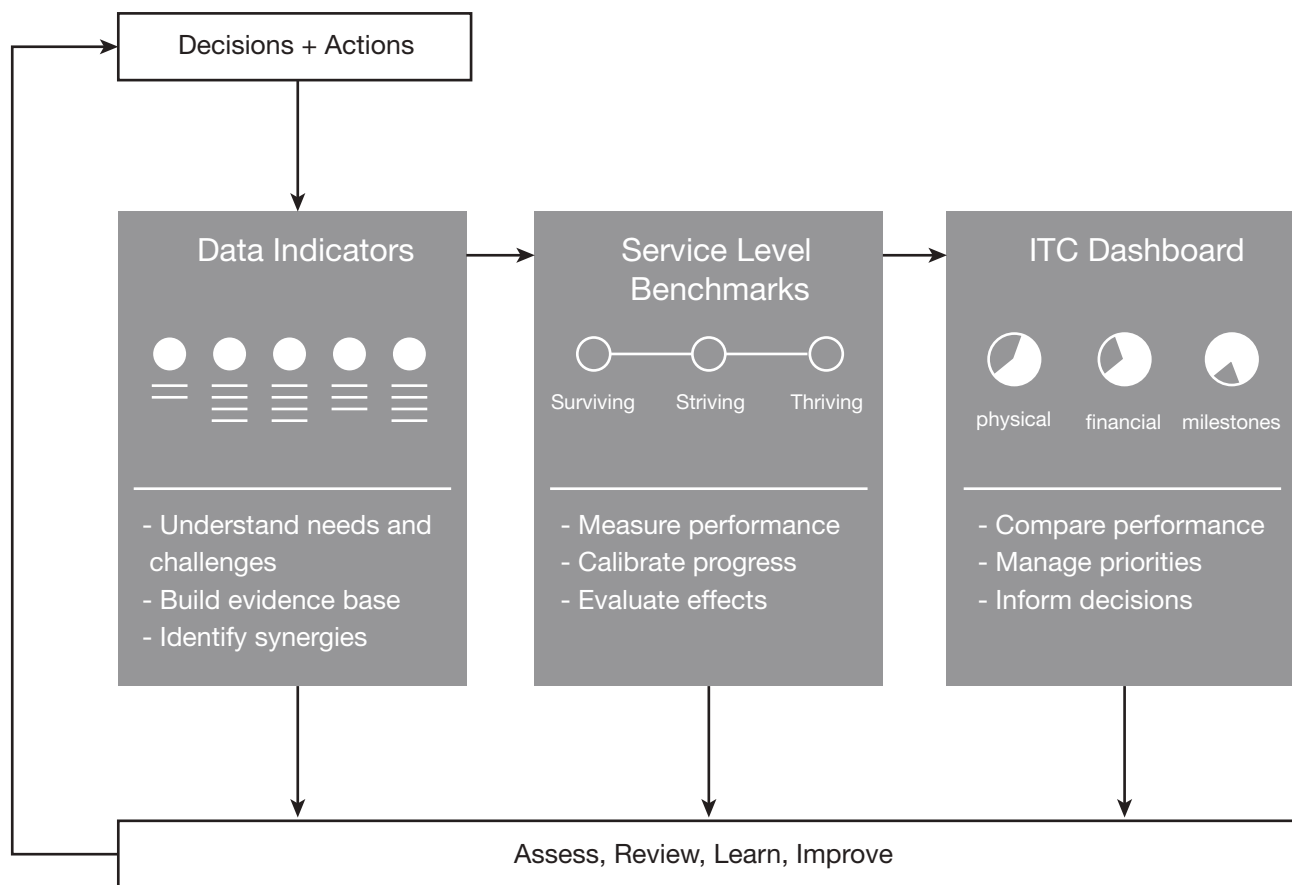 Decisions + Actions
Data Indicators
- Understand needs and
challenges
- Build evidence base
- Identify synergies
Service Level
Benchmarks
Surviving
Striving
Thriving
- Measure performance
- Calibrate progress
- Evaluate effects
ITC Dashboard
physical
financial
milestones
- Compare performance
- Manage priorities
- Inform decisions
Assess, Review, Learn, Improve